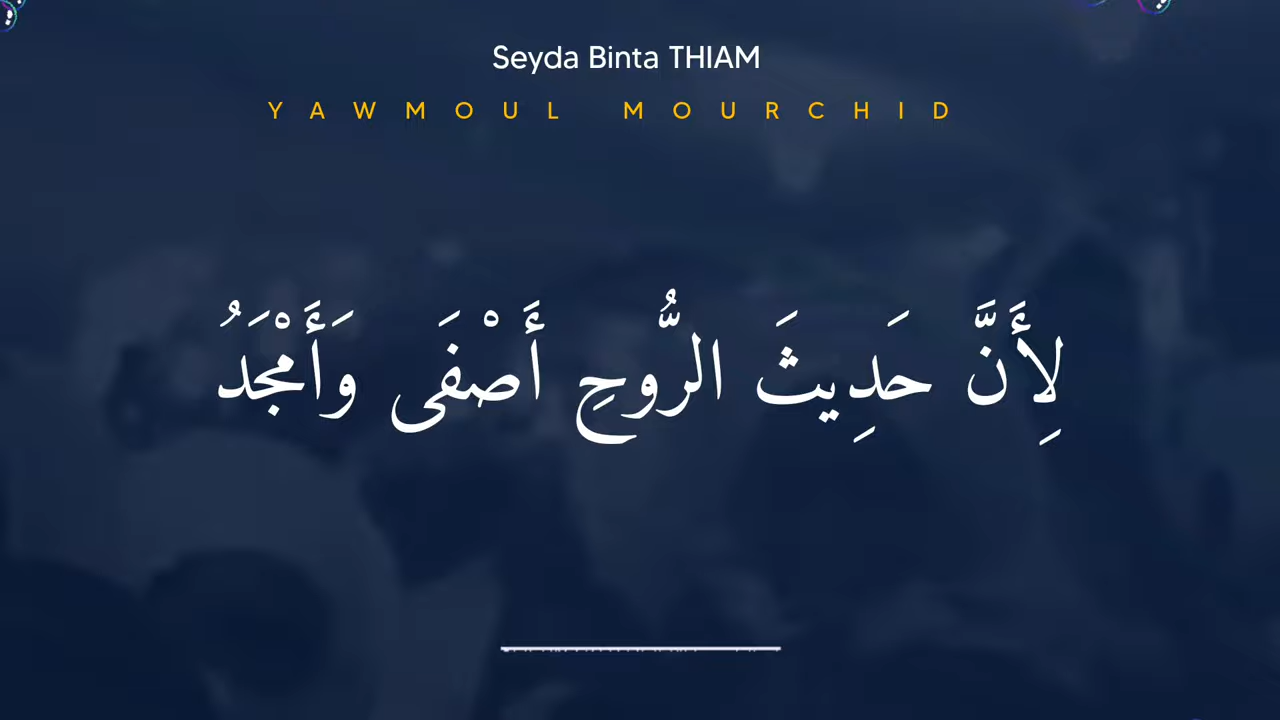 Seyda Binta THIAM
YAWMOUL MOURCHID
لِأَنَّ حَدِيثَ الرُّوحِ أَصْفَى وَأَمْجَدُ